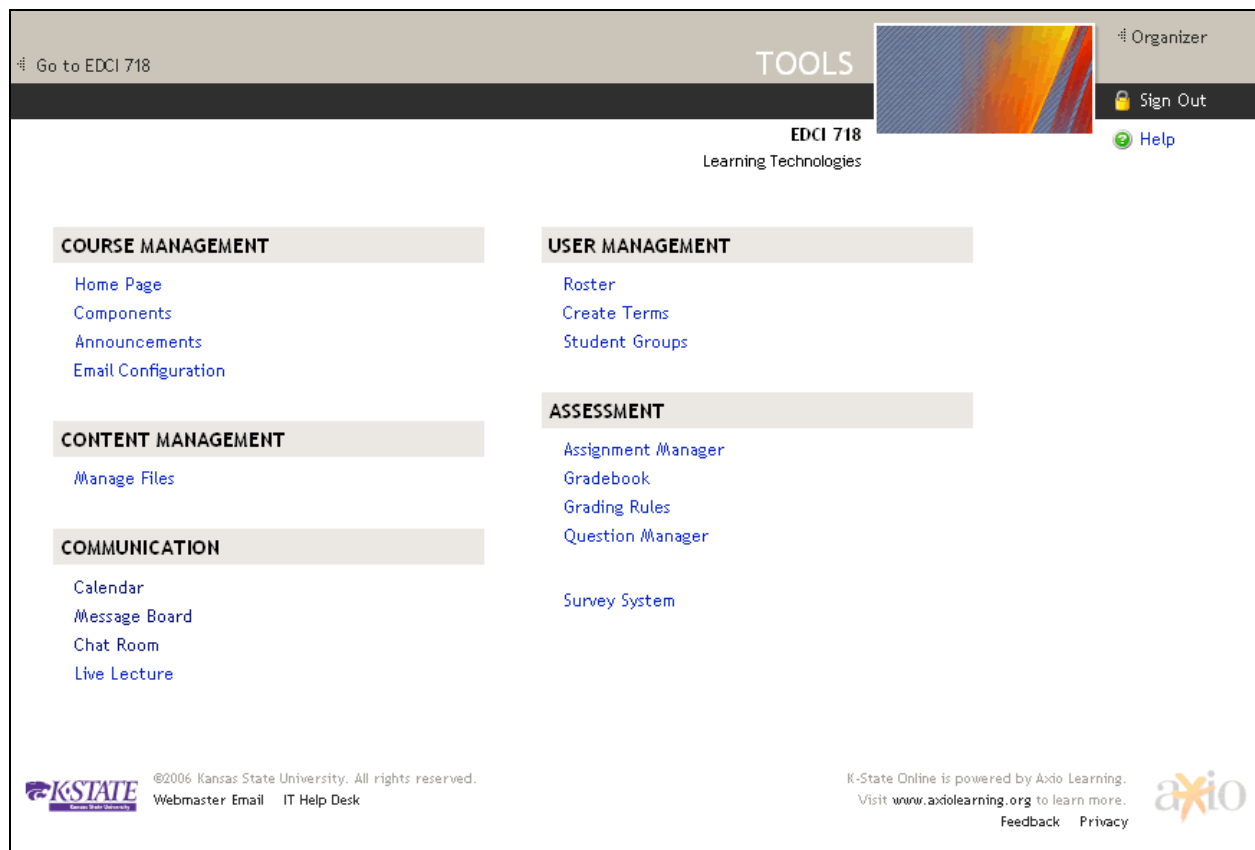 Organizer
Go to EDCI 718
TOOLS
Sign Out
EDCI 718
Learning Technologies
Help
COURSE MANAGEMENT
Home Page
Components
Announcements
Email Configuration
CONTENT MANAGEMENT
Manage Files
COMMUNICATION
Calendar
Message Board
Chat Room
Live Lecture
USER MANAGEMENT
Roster
Create Terms
Student Groups
ASSESSMENT
Assignment Manager
Gradebook
Grading Rules
Question Manager
Survey System
K-STATE
Kansas State University
©2006 Kansas State University. All rights reserved.
Webmaster Email IT Help Desk
K-State Online is powered by Axio Learning.
Visit www.axiolearning.org to learn more.
Feedback Privacy
axio